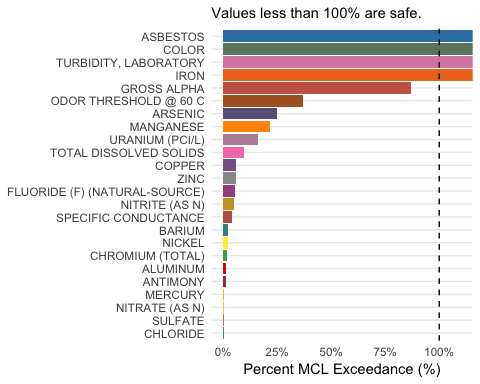 Values less than 100% are safe.
ASBESTOS
COLOR
TURBIDITY, LABORATORY
IRON
GROSS ALPHA
ODOR THRESHOLD @ 60 C
ARSENIC
MANGANESE
URANIUM (PCI/L)
TOTAL DISSOLVED SOLIDS
COPPER
ZINC
FLUORIDE (F) (NATURAL-SOURCE)
NITRITE (AS N)
SPECIFIC CONDUCTANCE
BARIUM
NICKEL
CHROMIUM (TOTAL)
ALUMINUM
ANTIMONY
MERCURY
NITRATE (AS N)
SULFATE
CHLORIDE
0% 25% 50% 75% 100%
Percent MCL Exceedance (%)